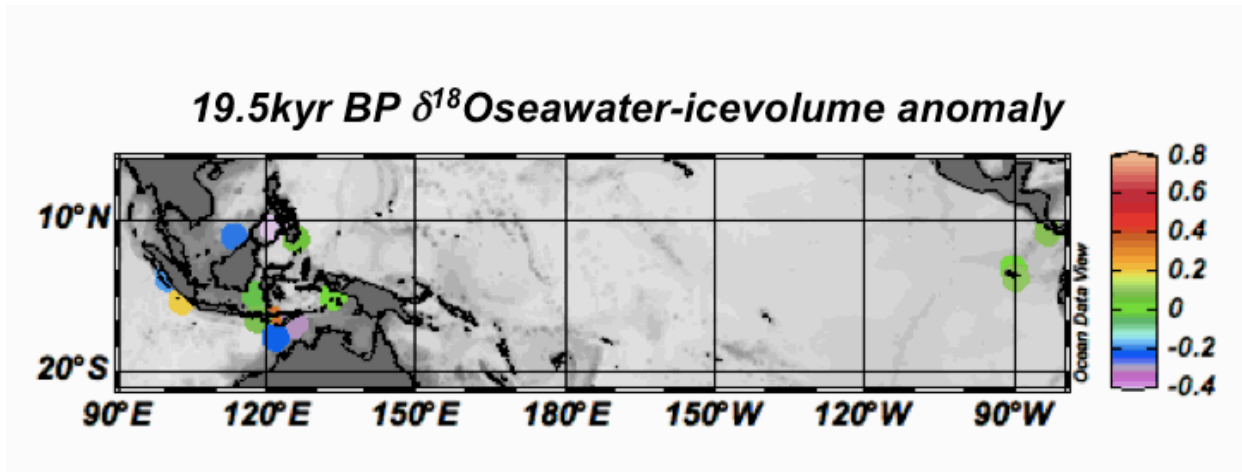 19.5kyr BP δ18Oseawater-icevolume anomaly
10°N
20°S
90°E 120°E 150°E 180°E 150°W 120°W 90°W
Ocean Data View
0.8
0.6
0.4
0.2
0
-0.2
-0.4